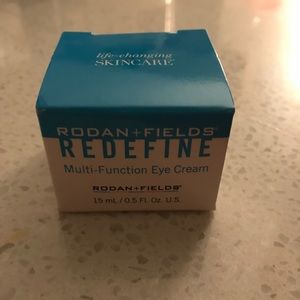 life-changing
SKINCARE®
RODAN+FIELDS®
REDEFINE
Multi-Function Eye Cream
RODAN+FIELDS®
15 mL / 0.5 Fl. Oz. U.S.